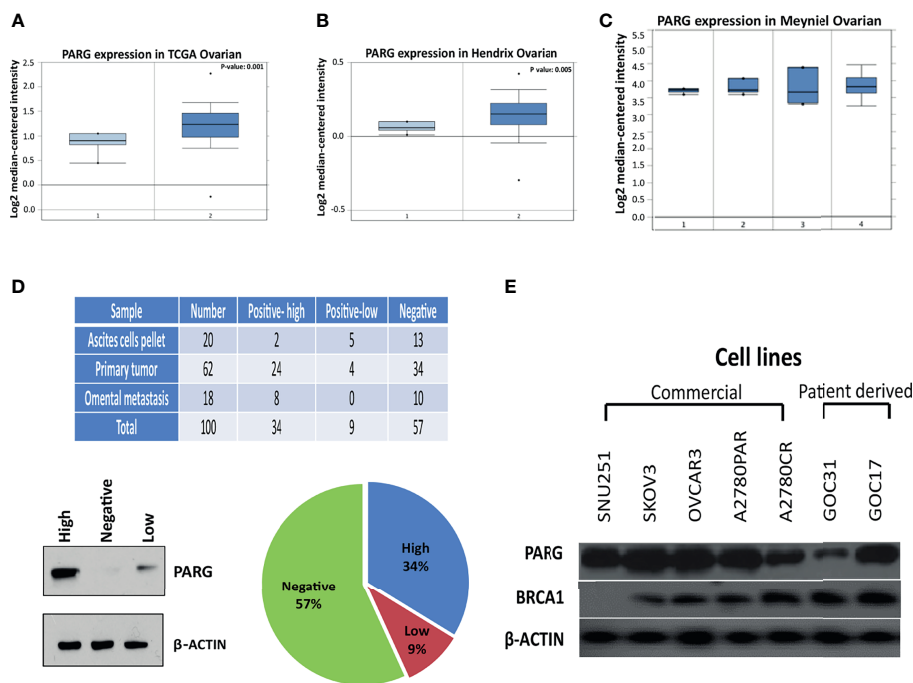 A
PARG expression in TCGA Ovarian
P-value: 0.001
Log2 median-centered intensity
2.5
2.0
1.5
1.0
0.5
0.0
0.0
1
2
B
PARG expression in Hendrix Ovarian
P value: 0.005
Log2 median-centered intensity
0.5
0.0
-0.5
1
2
C
PARG expression in Meyniel Ovarian
Log2 median-centered intensity
5.5
5.0
4.5
4.0
3.5
3.0
2.5
2.0
1.5
1.0
0.5
0.0
1
2
3
4
D
Sample Number Positive- high Positive-low Negative
Ascites cells pellet 20 2 5 13
Primary tumor 62 24 4 34
Omental metastasis 18 8 0 10
Total 100 34 9 57
High
Negative
Low
PARG
β-ACTIN
High
34%
Negative
57%
Low
9%
E
Cell lines
Commercial
Patient derived
SNU251
SKOV3
OVCAR3
A2780PAR
A2780CR
GOC31
GOC17
PARG
BRCA1
β-ACTIN